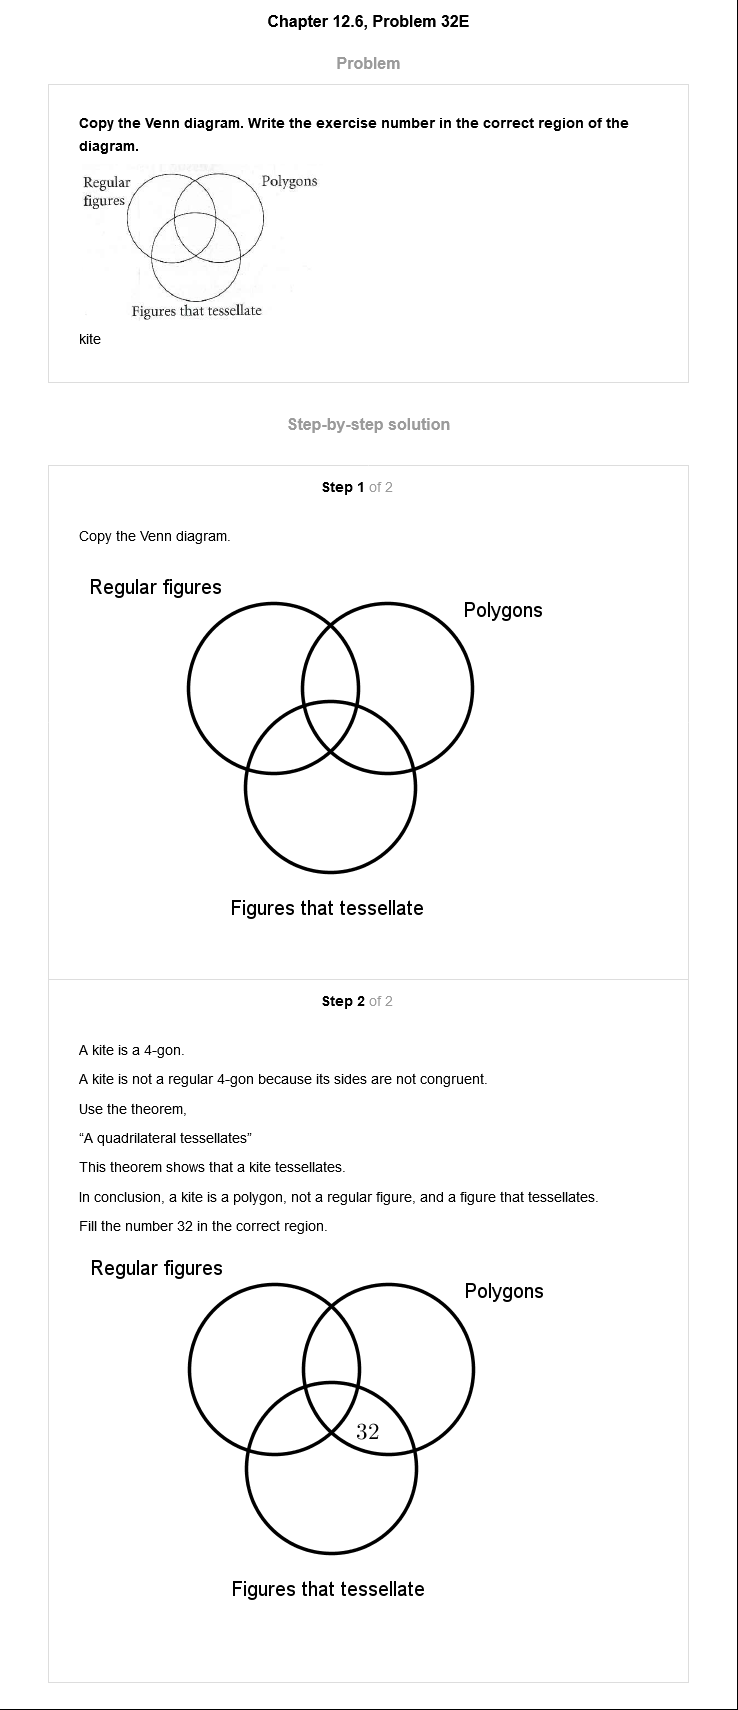 Chapter 12.6, Problem 32E
Problem
Copy the Venn diagram. Write the exercise number in the correct region of the
diagram.
Regular
figures
Polygons
Figures that tessellate
kite
Step-by-step solution
Step 1 of 2
Copy the Venn diagram.
Regular figures
Polygons
Figures that tessellate
Step 2 of 2
A kite is a 4-gon.
A kite is not a regular 4-gon because its sides are not congruent.
Use the theorem,
“A quadrilateral tessellates”
This theorem shows that a kite tessellates.
In conclusion, a kite is a polygon, not a regular figure, and a figure that tessellates.
Fill the number 32 in the correct region.
Regular figures
Polygons
32
Figures that tessellate